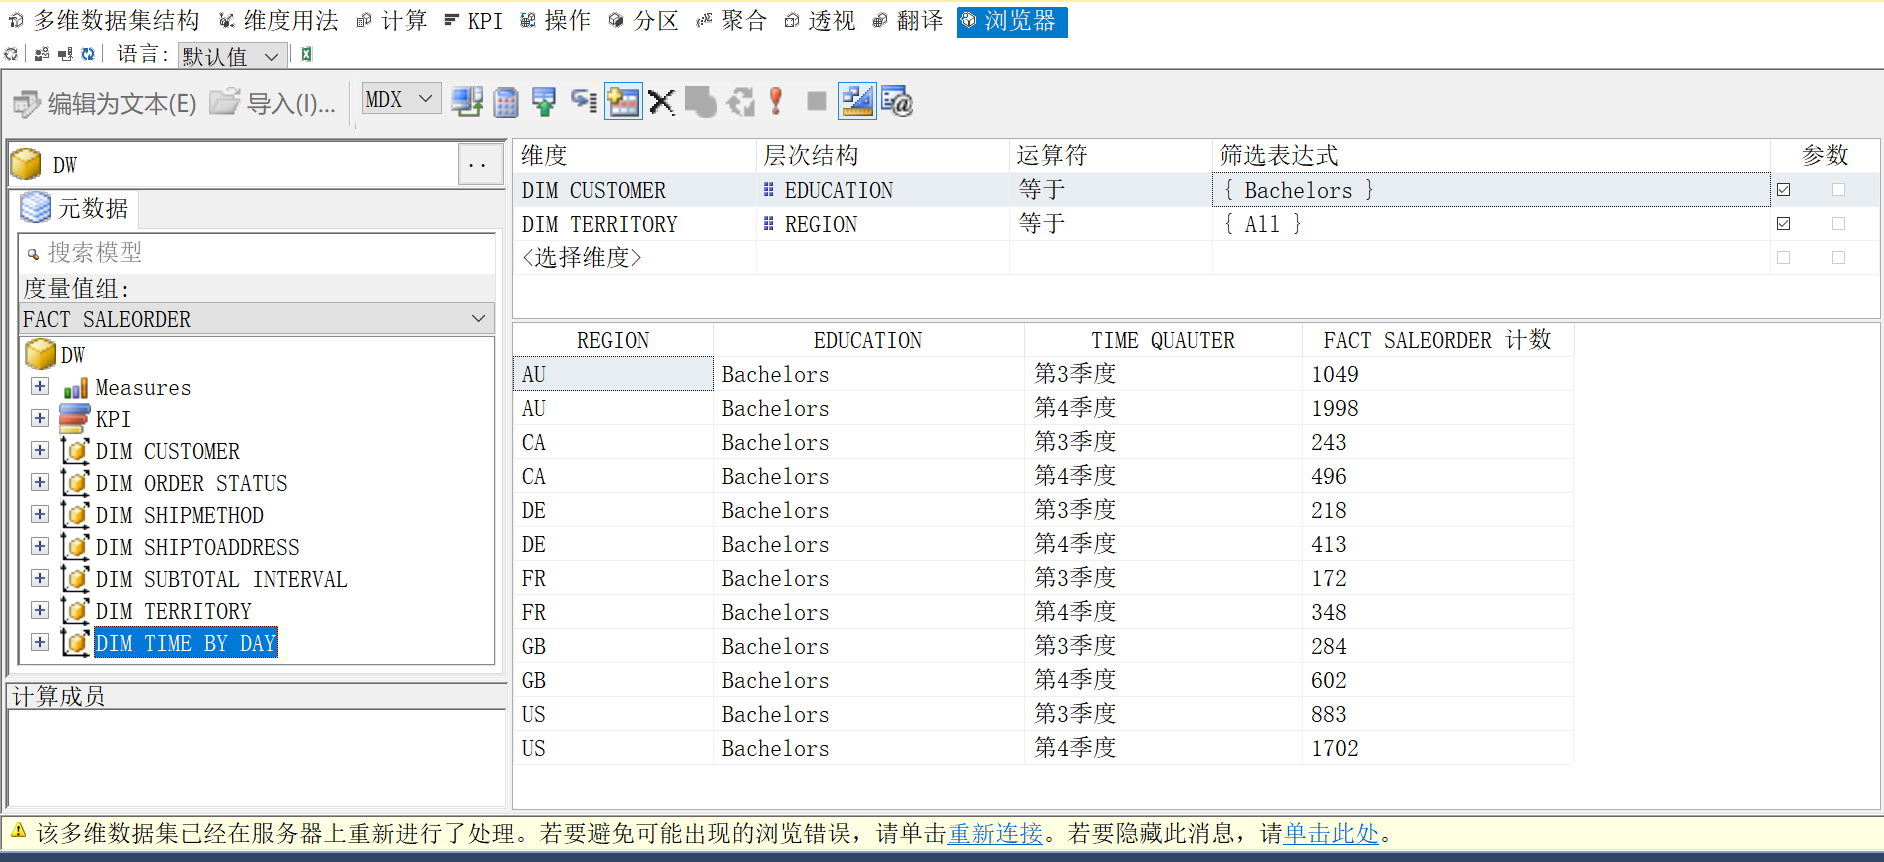 多维数据集结构 维度用法 计算 KPI 操作 分区 聚合 透视 翻译 浏览器
语言: 默认值
编辑为文本(E) 导入(I)... MDX
DW ..
元数据
搜索模型
度量值组:
FACT SALEORDER
DW
Measures
KPI
DIM CUSTOMER
DIM ORDER STATUS
DIM SHIPMETHOD
DIM SHIPTOADDRESS
DIM SUBTOTAL INTERVAL
DIM TERRITORY
DIM TIME BY DAY
计算成员
维度 层次结构 运算符 筛选表达式 参数
DIM CUSTOMER EDUCATION 等于 { Bachelors }
DIM TERRITORY REGION 等于 { All }
<选择维度>
REGION EDUCATION TIME QUAUTER FACT SALEORDER 计数
AU Bachelors 第3季度 1049
AU Bachelors 第4季度 1998
CA Bachelors 第3季度 243
CA Bachelors 第4季度 496
DE Bachelors 第3季度 218
DE Bachelors 第4季度 413
FR Bachelors 第3季度 172
FR Bachelors 第4季度 348
GB Bachelors 第3季度 284
GB Bachelors 第4季度 602
US Bachelors 第3季度 883
US Bachelors 第4季度 1702
该多维数据集已经在服务器上重新进行了处理。若要避免可能出现的浏览错误，请单击重新连接。若要隐藏此消息，请单击此处。